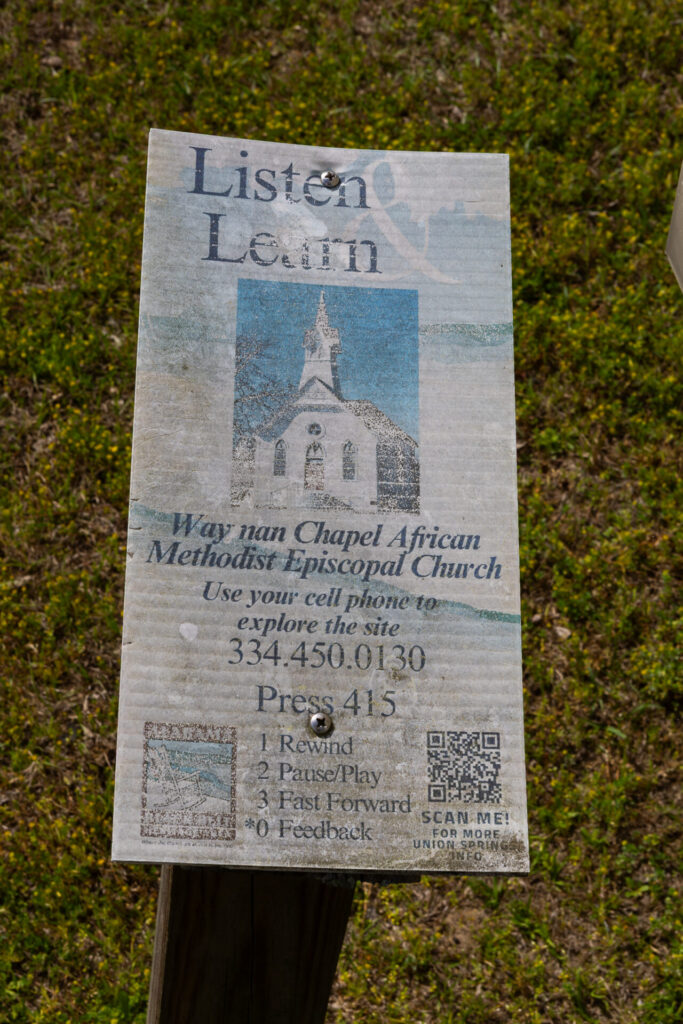 Listen &
Learn
Way nan Chapel African
Methodist Episcopal Church
Use your cell phone to
explore the site
334.450.0130
Press 415
1 Rewind
2 Pause/Play
3 Fast Forward
*0 Feedback
SCAN ME!
FOR MORE
UNION SPRINGS
INFO